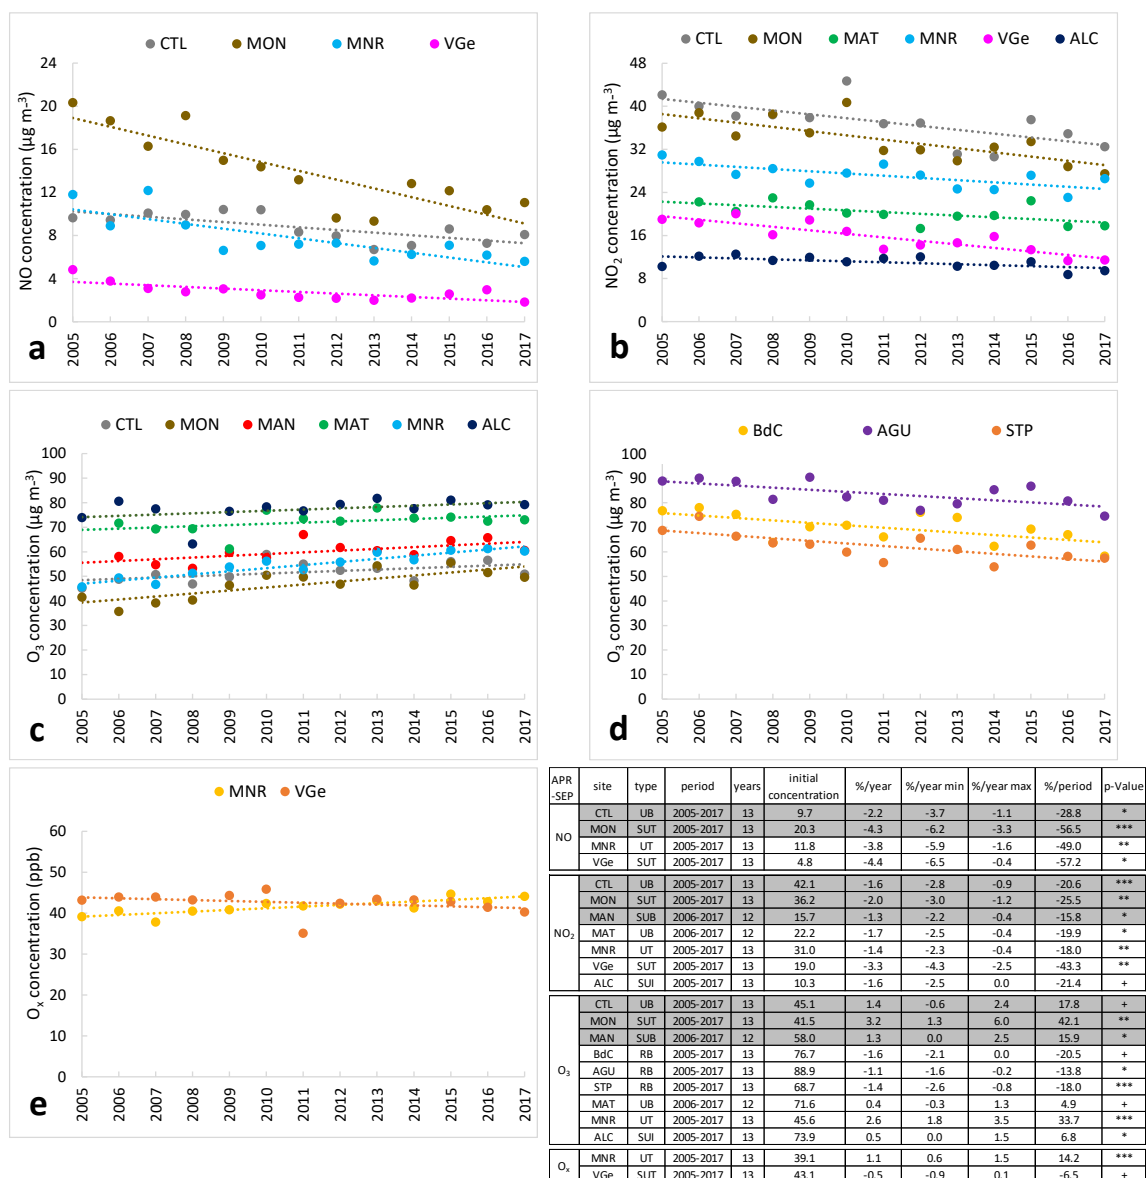 CTL MON MNR VGe
NO concentration (µg m-³)
24
20
16
12
8
4
0
2005 2006 2007 2008 2009 2010 2011 2012 2013 2014 2015 2016 2017
a
CTL MON MAT MNR VGe ALC
NO₂ concentration (µg m-³)
48
40
32
24
16
8
0
2005 2006 2007 2008 2009 2010 2011 2012 2013 2014 2015 2016 2017
b
CTL MON MAN MAT MNR ALC
O₃ concentration (µg m-³)
100
90
80
70
60
50
40
30
20
10
0
2005 2006 2007 2008 2009 2010 2011 2012 2013 2014 2015 2016 2017
c
BdC AGU STP
O₃ concentration (µg m-³)
100
90
80
70
60
50
40
30
20
10
0
2005 2006 2007 2008 2009 2010 2011 2012 2013 2014 2015 2016 2017
d
MNR VGe
Oₓ concentration (ppb)
60
50
40
30
20
10
0
2005 2006 2007 2008 2009 2010 2011 2012 2013 2014 2015 2016 2017
e
APR-SEP site type period years initial concentration %/year %/year min %/year max %/period p-Value
NO
CTL UB 2005-2017 13 9.7 -2.2 -3.7 -1.1 -28.8 *
MON SUT 2005-2017 13 20.3 -4.3 -6.2 -3.3 -56.5 ***
MNR UT 2005-2017 13 11.8 -3.8 -5.9 -1.6 -49.0 **
VGe SUT 2005-2017 13 4.8 -4.4 -6.5 -0.4 -57.2 *
NO₂
CTL UB 2005-2017 13 42.1 -1.6 -2.8 -0.9 -20.6 ***
MON SUT 2005-2017 13 36.2 -2.0 -3.0 -1.2 -25.5 **
MAN SUB 2006-2017 12 15.7 -1.3 -2.2 -0.4 -15.8 *
MAT UB 2006-2017 12 22.2 -1.7 -2.5 -0.4 -19.9 *
MNR UT 2005-2017 13 31.0 -1.4 -2.3 -0.4 -18.0 **
VGe SUT 2005-2017 13 19.0 -3.3 -4.3 -2.5 -43.3 **
ALC SUI 2005-2017 13 10.3 -1.6 -2.5 0.0 -21.4 +
O₃
CTL UB 2005-2017 13 45.1 1.4 -0.6 2.4 17.8 +
MON SUT 2005-2017 13 41.5 3.2 1.3 6.0 42.1 **
MAN SUB 2006-2017 12 58.0 1.3 0.0 2.5 15.9 *
BdC RB 2005-2017 13 76.7 -1.6 -2.1 0.0 -20.5 +
AGU RB 2005-2017 13 88.9 -1.1 -1.6 -0.2 -13.8 *
STP RB 2005-2017 13 68.7 -1.4 -2.6 -0.8 -18.0 ***
MAT UB 2006-2017 12 71.6 0.4 -0.3 1.3 4.9 +
MNR UT 2005-2017 13 45.6 2.6 1.8 3.5 33.7 ***
ALC SUI 2005-2017 13 73.9 0.5 0.0 1.5 6.8 *
Oₓ
MNR UT 2005-2017 13 39.1 1.1 0.6 1.5 14.2 ***
VGe SUT 2005-2017 13 43.1 -0.5 -0.9 0.1 -6.5 +